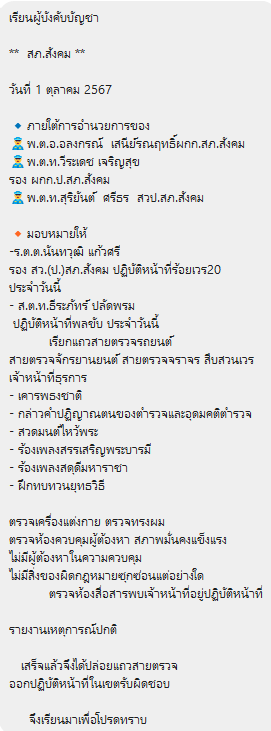 เรียนผู้บังคับบัญชา
** สภ.สังคม **
วันที่ 1 ตุลาคม 2567
🔹ภายใต้การอำนวยการของ
👮พ.ต.อ.อลงกรณ์ เสนีย์รณฤทธิ์ผกก.สภ.สังคม
👮พ.ต.ท.วีระเดช เจริญสุข
รอง ผกก.ป.สภ.สังคม
👮พ.ต.ท.สุริยันต์ ศรีธร สวป.สภ.สังคม
🔸มอบหมายให้
-ร.ต.ต.นันทวุฒิ แก้วศรี
รอง สว.(ป.)สภ.สังคม ปฏิบัติหน้าที่ร้อยเวร20
ประจำวันนี้
- ส.ต.ท.ธีระภัทร์ ปลัดพรม
ปฏิบัติหน้าที่พลขับ ประจำวันนี้
เรียกแถวสายตรวจรถยนต์
สายตรวจจักรยานยนต์ สายตรวจจราจร สืบสวนเวร
เจ้าหน้าที่ธุรการ
- เคารพธงชาติ
- กล่าวคำปฏิญาณตนของตำรวจและอุดมคติตำรวจ
- สวดมนต์ไหว้พระ
- ร้องเพลงสรรเสริญพระบารมี
- ร้องเพลงสดุดีมหาราชา
- ฝึกทบทวนยุทธวิธี
ตรวจเครื่องแต่งกาย ตรวจทรงผม
ตรวจห้องควบคุมผู้ต้องหา สภาพมั่นคงแข็งแรง
ไม่มีผู้ต้องหาในความควบคุม
ไม่มีสิ่งของผิดกฎหมายซุกซ่อนแต่อย่างใด
ตรวจห้องสื่อสารพบเจ้าหน้าที่อยู่ปฏิบัติหน้าที่
รายงานเหตุการณ์ปกติ
เสร็จแล้วจึงได้ปล่อยแถวสายตรวจ
ออกปฏิบัติหน้าที่ในเขตรับผิดชอบ
จึงเรียนมาเพื่อโปรดทราบ